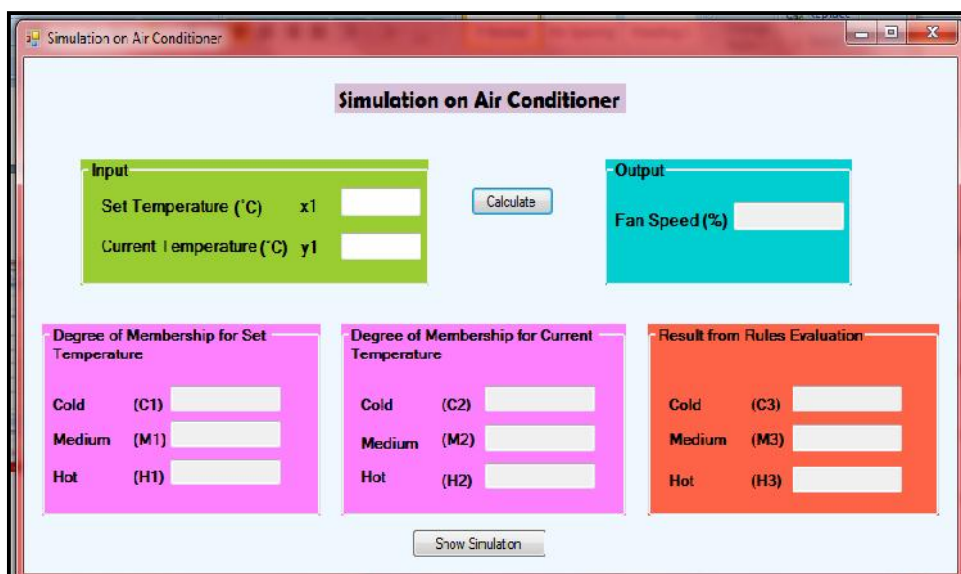 Simulation on Air Conditioner
Simulation on Air Conditioner
Input
Set Temperature (°C) x1
Current Temperature (°C) y1
Calculate
Output
Fan Speed (%)
Degree of Membership for Set
Temperature
Cold (C1)
Medium (M1)
Hot (H1)
Degree of Membership for Current
Temperature
Cold (C2)
Medium (M2)
Hot (H2)
Result from Rules Evaluation
Cold (C3)
Medium (M3)
Hot (H3)
Show Simulation